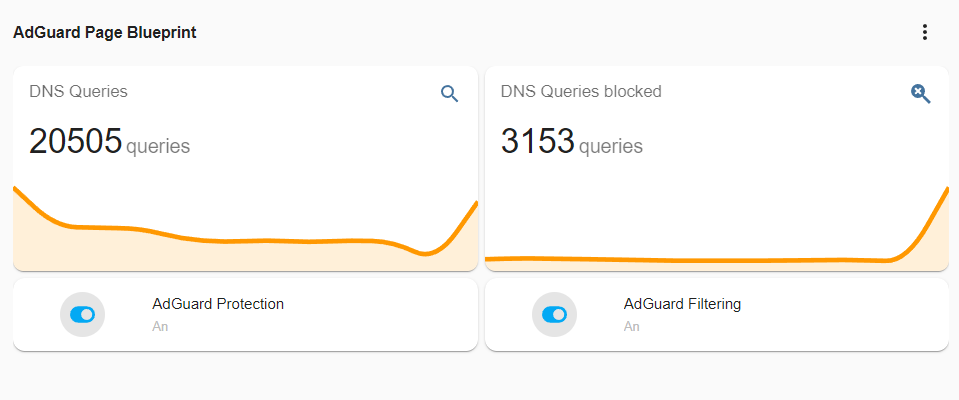 AdGuard Page Blueprint
DNS Queries
20505 queries
DNS Queries blocked
3153 queries
AdGuard Protection
An
AdGuard Filtering
An